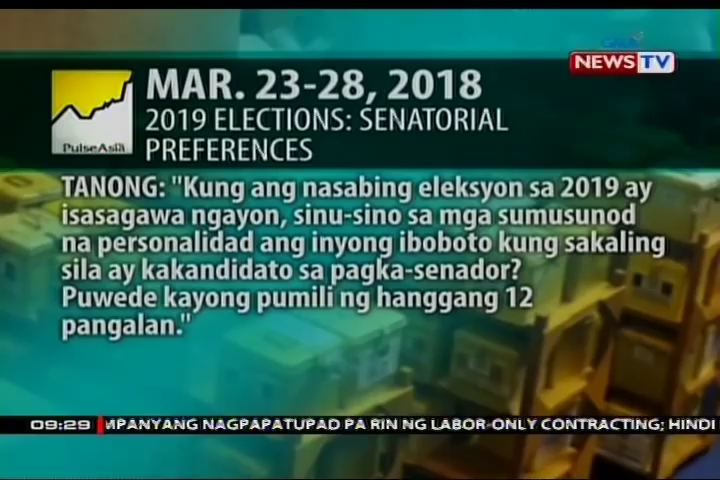 GMA
NEWS TV
MAR. 23-28, 2018
2019 ELECTIONS: SENATORIAL
PREFERENCES
PulseAsia
TANONG: "Kung ang nasabing eleksyon sa 2019 ay
isasagawa ngayon, sinu-sino sa mga sumusunod
na personalidad ang inyong iboboto kung sakaling
sila ay kakandidato sa pagka-senador?
Puwede kayong pumili ng hanggang 12
pangalan."
09:29 MPANYANG NAGPAPATUPAD PA RIN NG LABOR-ONLY CONTRACTING; HINDI